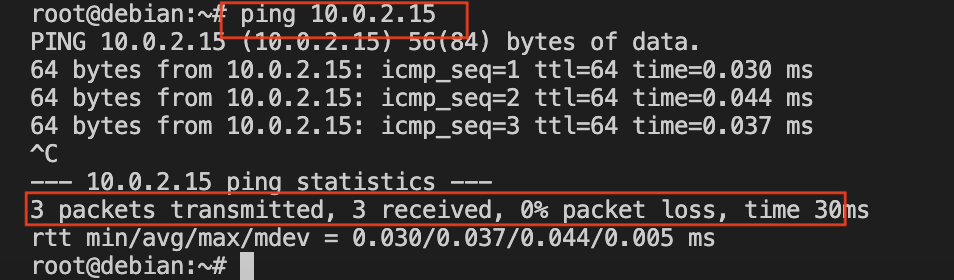 root@debian:~# ping 10.0.2.15
PING 10.0.2.15 (10.0.2.15) 56(84) bytes of data.
64 bytes from 10.0.2.15: icmp_seq=1 ttl=64 time=0.030 ms
64 bytes from 10.0.2.15: icmp_seq=2 ttl=64 time=0.044 ms
64 bytes from 10.0.2.15: icmp_seq=3 ttl=64 time=0.037 ms
^C
--- 10.0.2.15 ping statistics ---
3 packets transmitted, 3 received, 0% packet loss, time 30ms
rtt min/avg/max/mdev = 0.030/0.037/0.044/0.005 ms
root@debian:~#